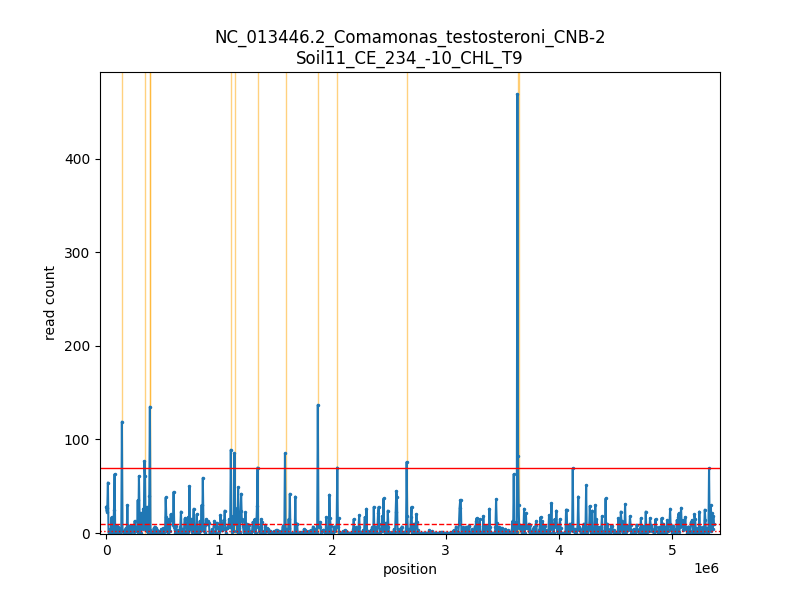 NC_013446.2_Comamonas_testosteroni_CNB-2
Soil11_CE_234_-10_CHL_T9
read count
400
300
200
100
0
0
1
2
3
4
5
1e6
position